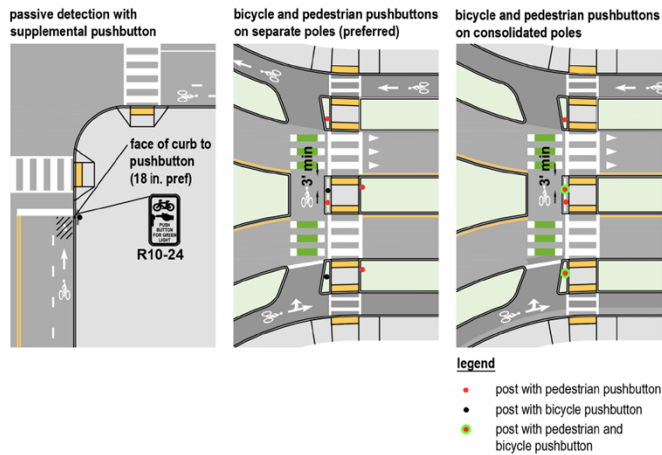 passive detection with
supplemental pushbutton
face of curb to
pushbutton
(18 in. pref)
PUSH
BUTTON
FOR GREEN
LIGHT
R10-24
bicycle and pedestrian pushbuttons
on separate poles (preferred)
3' min
bicycle and pedestrian pushbuttons
on consolidated poles
3' min
legend
post with pedestrian pushbutton
post with bicycle pushbutton
post with pedestrian and
bicycle pushbutton